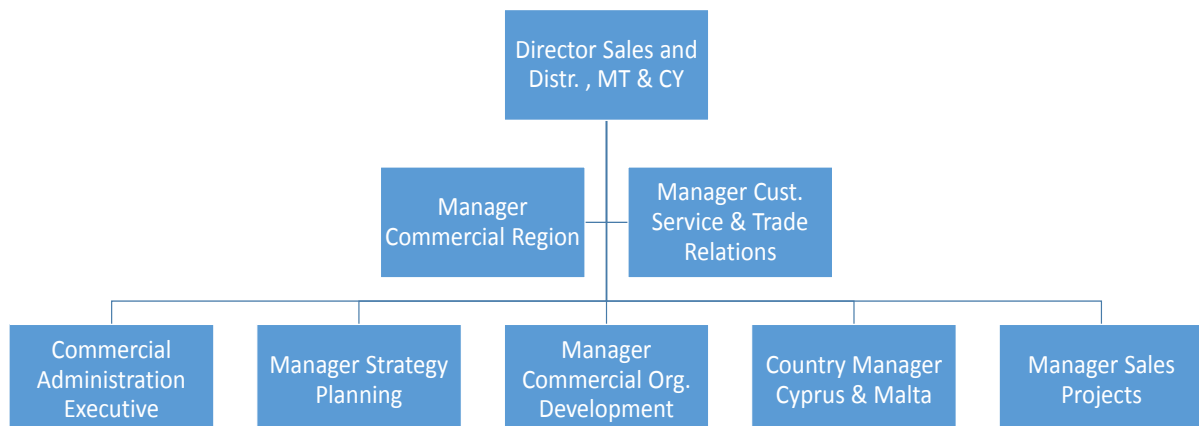 Director Sales and
Distr. , MT & CY
Manager
Commercial Region
Manager Cust.
Service & Trade
Relations
Commercial
Administration
Executive
Manager Strategy
Planning
Manager
Commercial Org.
Development
Country Manager
Cyprus & Malta
Manager Sales
Projects